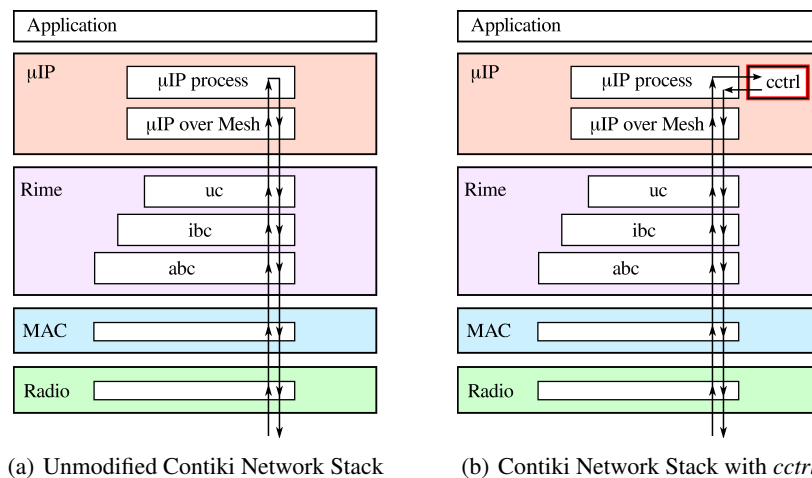 Application
μIP
μIP process
μIP over Mesh
Rime
uc
ibc
abc
MAC
Radio
(a) Unmodified Contiki Network Stack
Application
μIP
μIP process
cctrl
μIP over Mesh
Rime
uc
ibc
abc
MAC
Radio
(b) Contiki Network Stack with cctrl